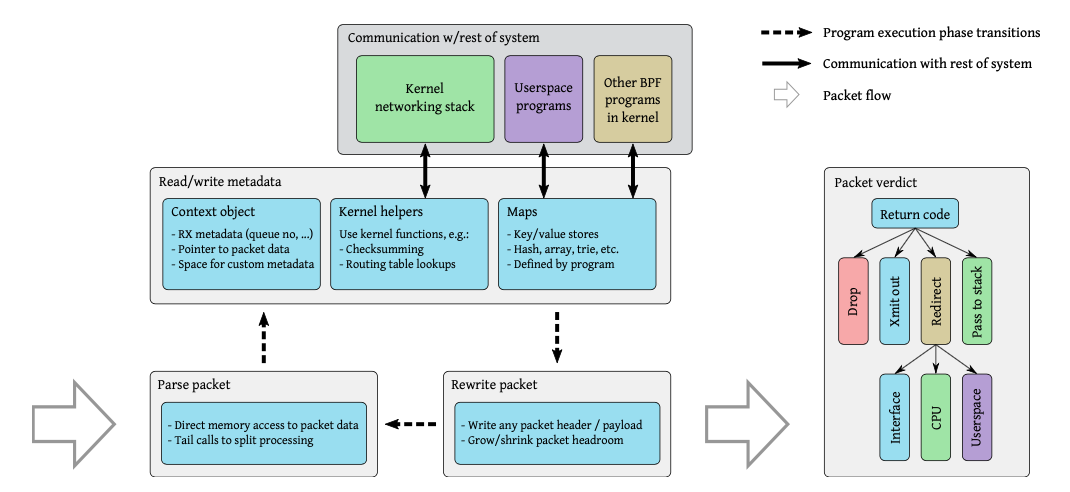 Communication w/rest of system
Kernel
networking stack
Userspace
programs
Other BPF
programs
in kernel
Program execution phase transitions
Communication with rest of system
Packet flow
Read/write metadata
Context object
- RX metadata (queue no, ...)
- Pointer to packet data
- Space for custom metadata
Kernel helpers
Use kernel functions, e.g.:
- Checksumming
- Routing table lookups
Maps
- Key/value stores
- Hash, array, trie, etc.
- Defined by program
Parse packet
- Direct memory access to packet data
- Tail calls to split processing
Rewrite packet
- Write any packet header / payload
- Grow/shrink packet headroom
Packet verdict
Return code
Drop
Xmit out
Redirect
Pass to stack
Interface
CPU
Userspace